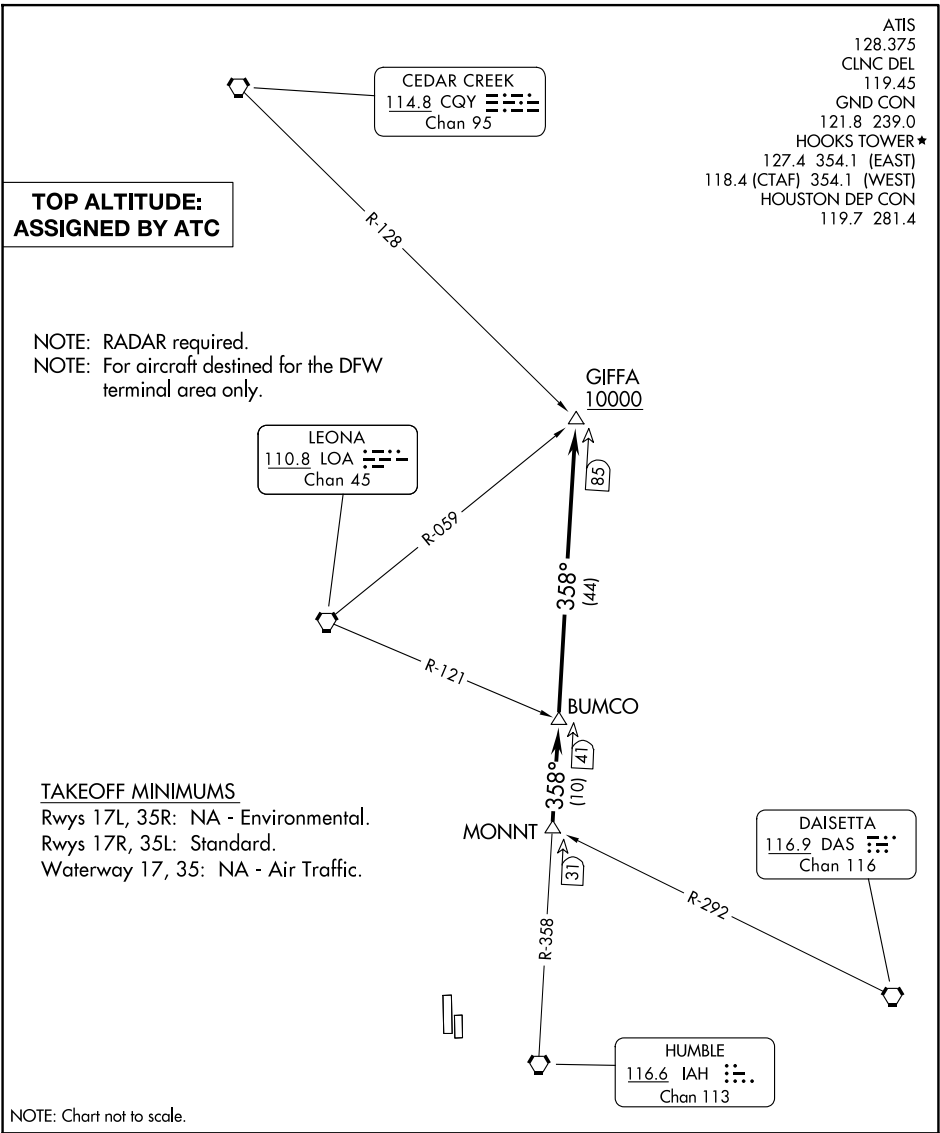 ATIS
128.375
CLNC DEL
119.45
GND CON
121.8 239.0
HOOKS TOWER★
127.4 354.1 (EAST)
118.4 (CTAF) 354.1 (WEST)
HOUSTON DEP CON
119.7 281.4
CEDAR CREEK
114.8 CQY
Chan 95
TOP ALTITUDE:
ASSIGNED BY ATC
R-128
NOTE: RADAR required.
NOTE: For aircraft destined for the DFW
terminal area only.
GIFFA
10000
LEONA
110.8 LOA
Chan 45
85
R-059
358°
(44)
R-121
BUMCO
41
358°
(10)
TAKEOFF MINIMUMS
Rwys 17L, 35R: NA - Environmental.
Rwys 17R, 35L: Standard.
Waterway 17, 35: NA - Air Traffic.
MONNT
31
DAISETTA
116.9 DAS
Chan 116
R-292
R-358
HUMBLE
116.6 IAH
Chan 113
NOTE: Chart not to scale.